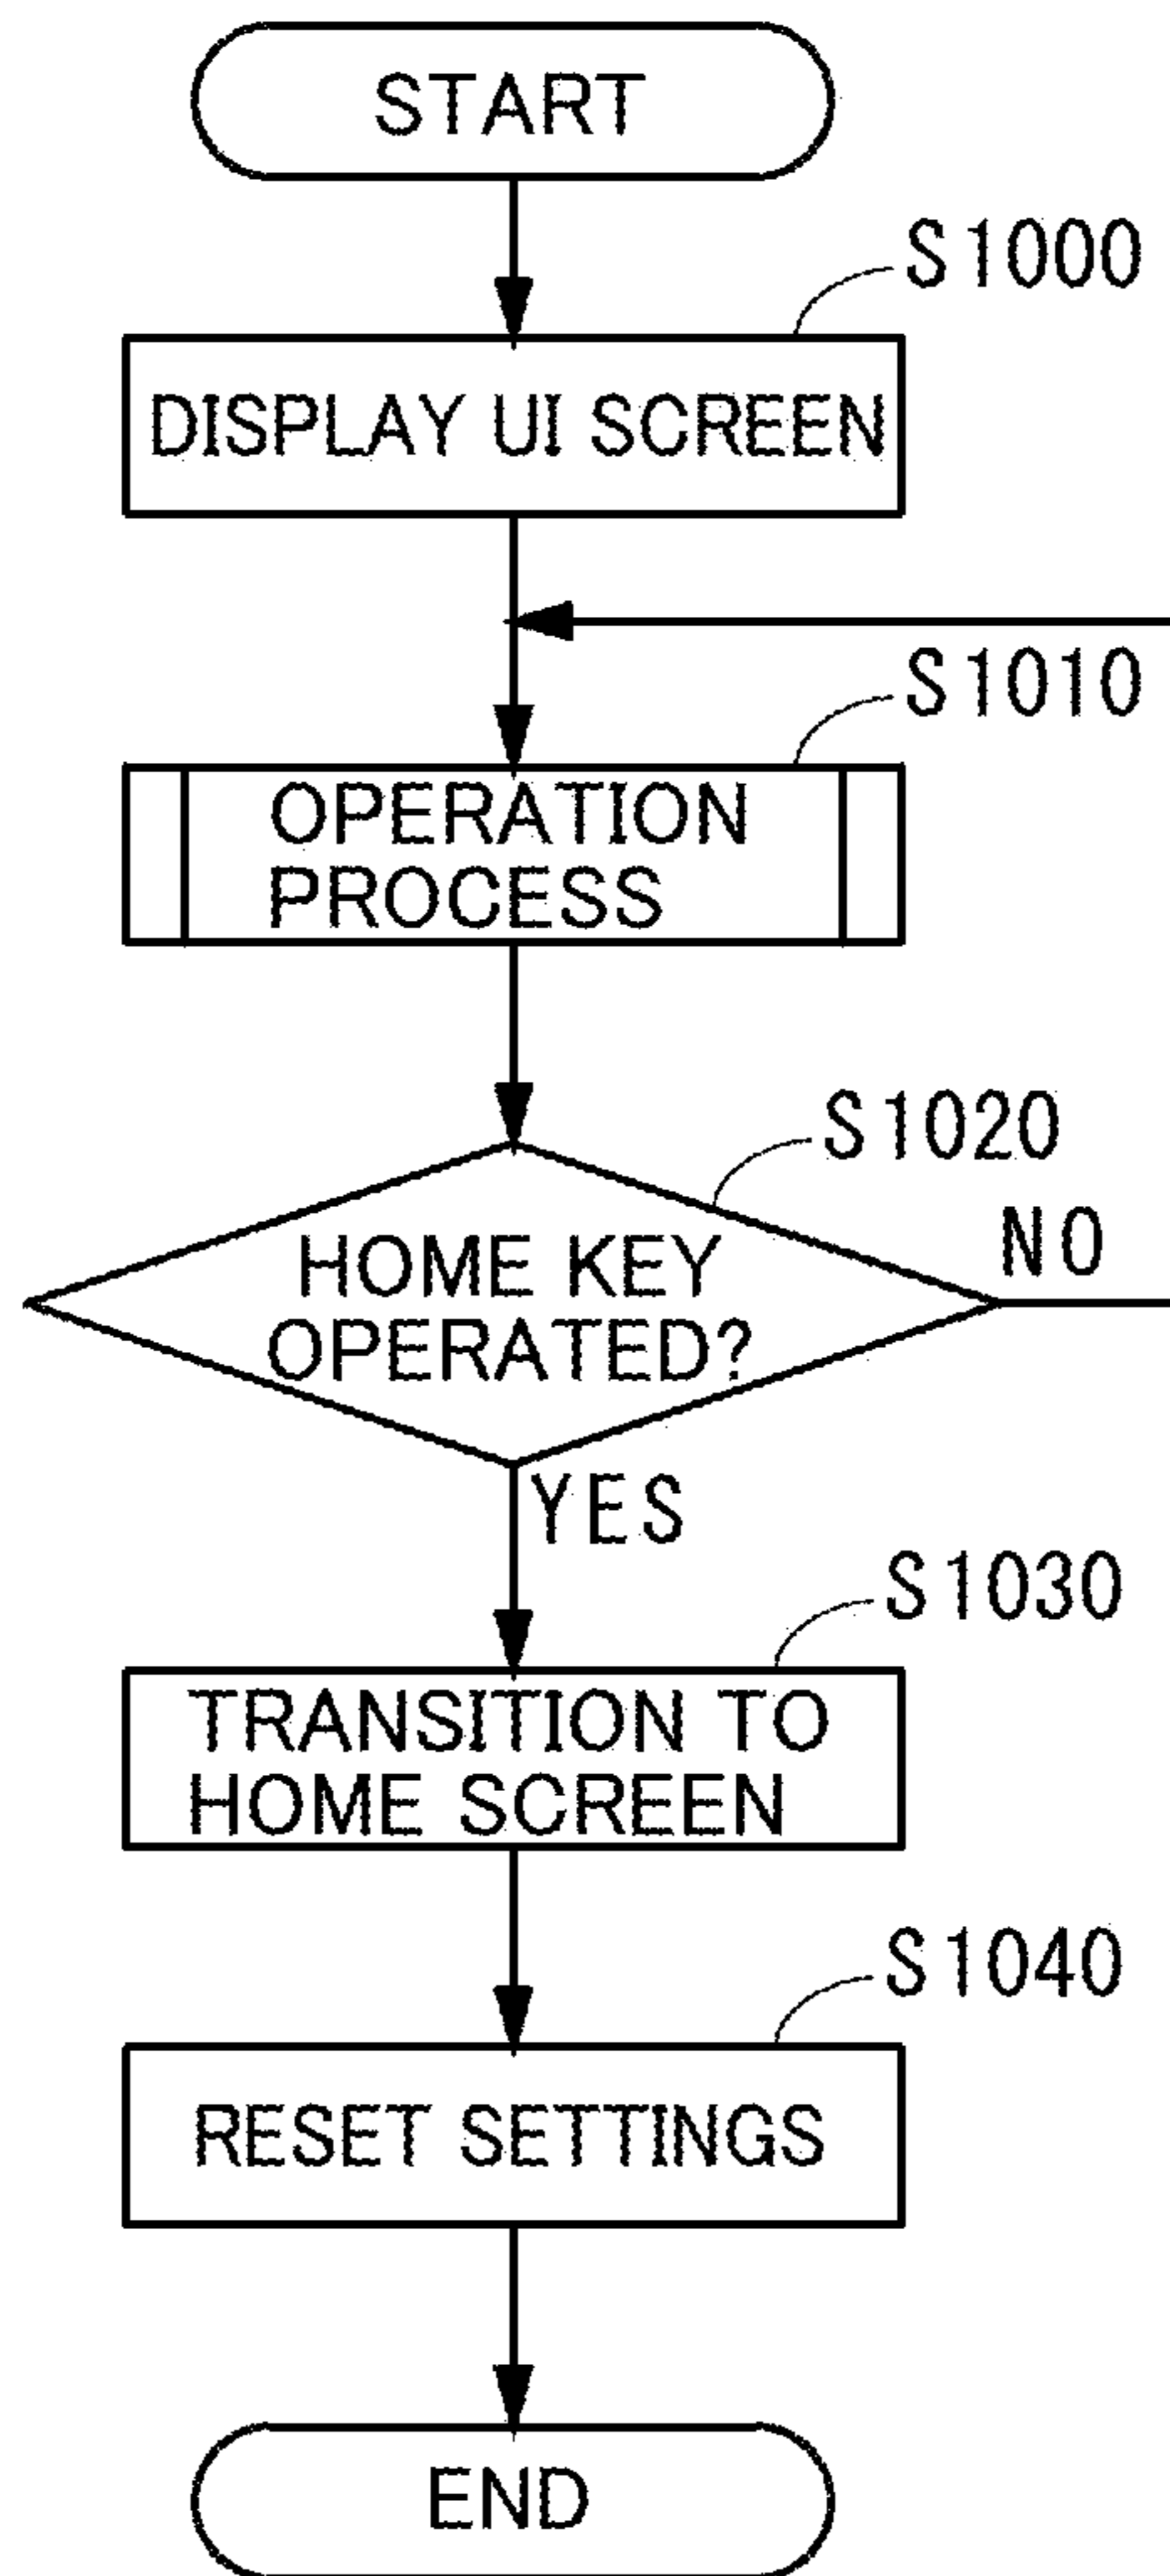 START
S1000
DISPLAY UI SCREEN
S1010
OPERATION
PROCESS
S1020
HOME KEY
OPERATED?
NO
YES
S1030
TRANSITION TO
HOME SCREEN
S1040
RESET SETTINGS
END